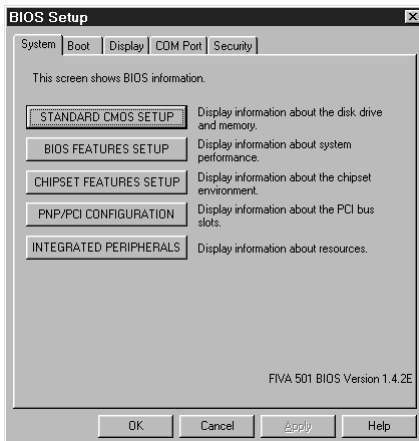 BIOS Setup
System Boot Display COM Port Security
This screen shows BIOS information.
STANDARD CMOS SETUP Display information about the disk drive
and memory.
BIOS FEATURES SETUP Display information about system
performance.
CHIPSET FEATURES SETUP Display information about the chipset
environment.
PNP/PCI CONFIGURATION Display information about the PCI bus
slots.
INTEGRATED PERIPHERALS Display information about resources.
FIVA 501 BIOS Version 1.4.2E
OK Cancel Apply Help